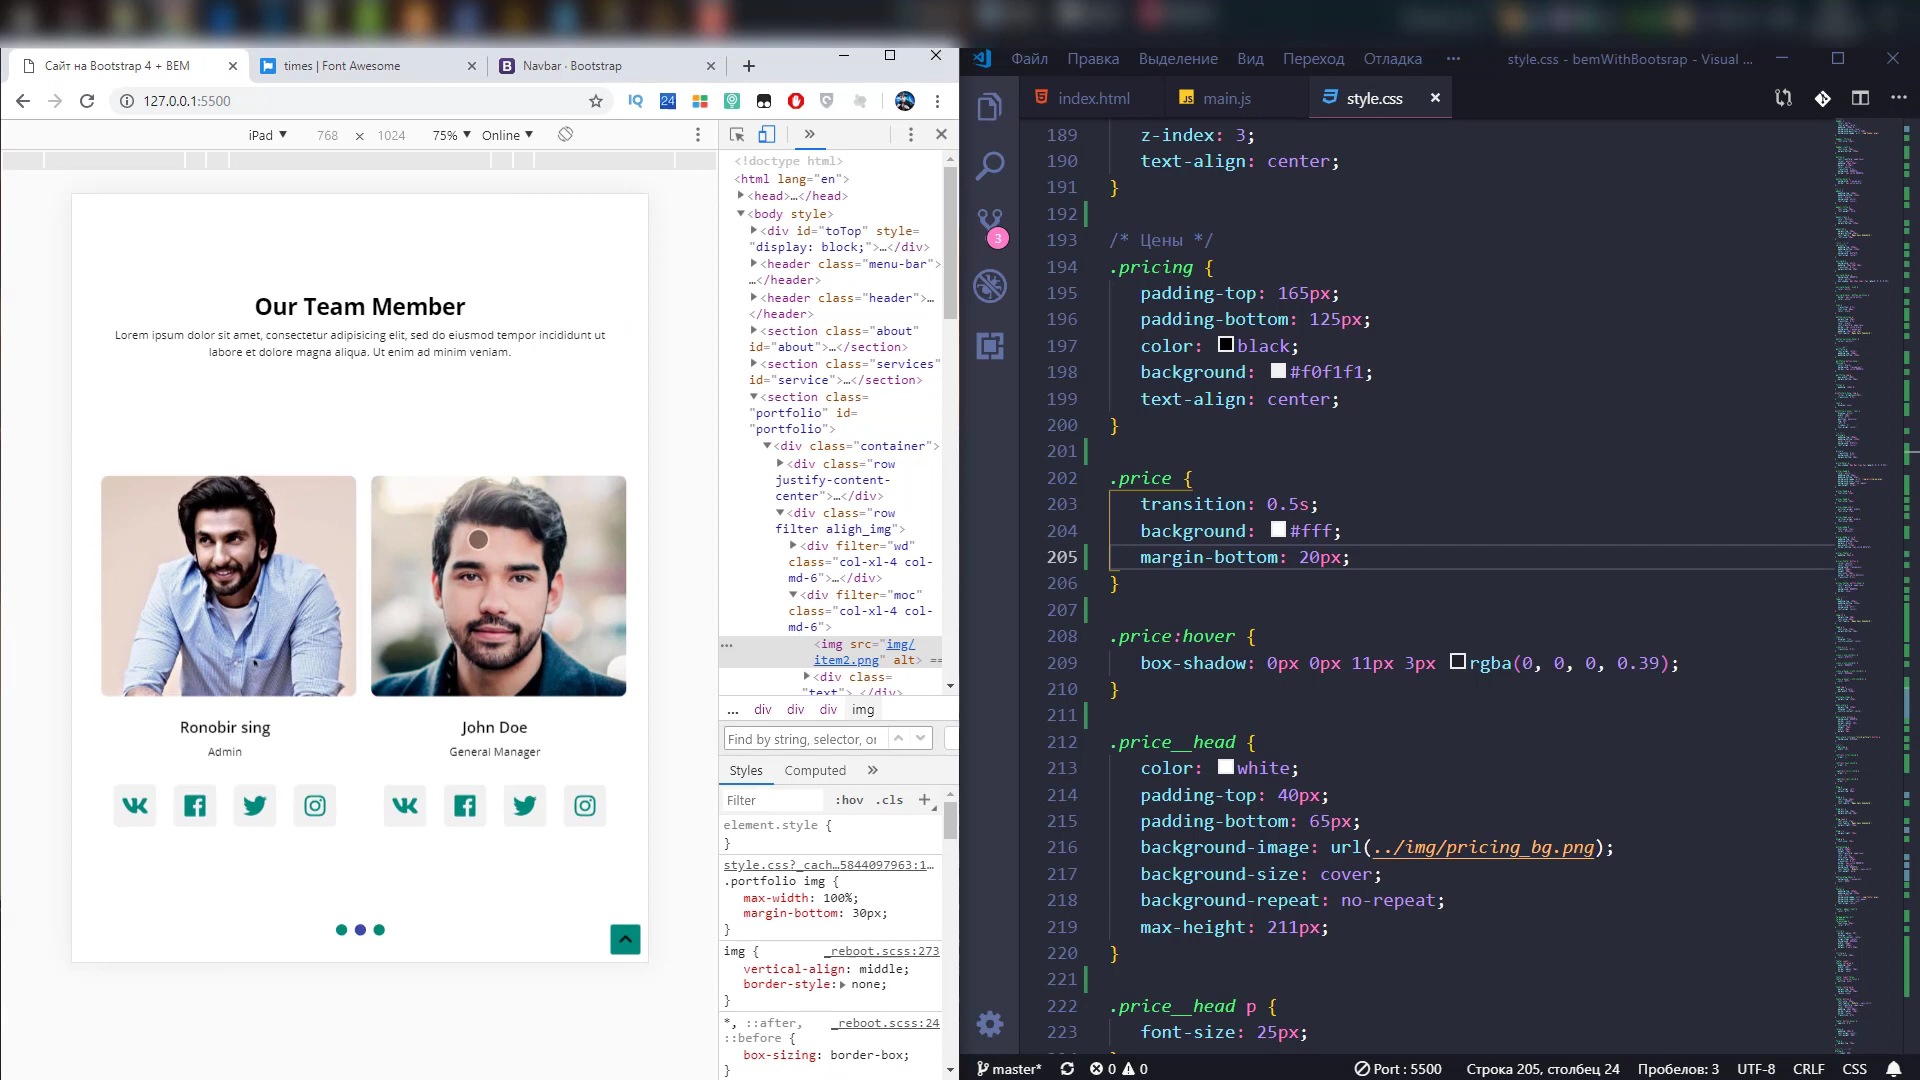 Сайт на Bootstrap 4 + BEM
times | Font Awesome
Navbar · Bootstrap
127.0.0.1:5500
IQ
24
iPad
768
×
1024
75%
Online
Our Team Member
Lorem ipsum dolor sit amet, consectetur adipisicing elit, sed do eiusmod tempor incididunt ut
labore et dolore magna aliqua. Ut enim ad minim veniam.
Ronobir sing
Admin
John Doe
General Manager
<!doctype html>
<html lang="en">
<head>…</head>
<body style>
<div id="toTop" style=
"display: block;">…</div>
<header class="menu-bar">
…</header>
<header class="header">…
</header>
<section class="about"
id="about">…</section>
<section class="services"
id="service">…</section>
<section class=
"portfolio" id=
"portfolio">
<div class="container">
<div class="row
justify-content-
center">…</div>
<div class="row
filter aligh_img">
<div filter="wd"
class="col-xl-4 col-
md-6">…</div>
<div filter="moc"
class="col-xl-4 col-
md-6">
<img src="img/
item2.png" alt> ==
<div class=
"text"> </div>
... div div div img
Find by string, selector, or
Styles
Computed
Filter
:hov .cls +
element.style {
}
style.css?_cach…5844097963:1…
.portfolio img {
max-width: 100%;
margin-bottom: 30px;
}
img {
_reboot.scss:273
vertical-align: middle;
border-style: none;
}
*, ::after,
_reboot.scss:24
::before {
box-sizing: border-box;
}
Файл Правка Выделение Вид Переход Отладка ···
style.css - bemWithBootsrap - Visual ...
index.html
main.js
style.css
3
189 z-index: 3;
190 text-align: center;
191 }
192
193 /* Цены */
194 .pricing {
195 padding-top: 165px;
196 padding-bottom: 125px;
197 color: black;
198 background: #f0f1f1;
199 text-align: center;
200 }
201
202 .price {
203 transition: 0.5s;
204 background: #fff;
205 margin-bottom: 20px;
206 }
207
208 .price:hover {
209 box-shadow: 0px 0px 11px 3px rgba(0, 0, 0, 0.39);
210 }
211
212 .price__head {
213 color: white;
214 padding-top: 40px;
215 padding-bottom: 65px;
216 background-image: url(../img/pricing_bg.png);
217 background-size: cover;
218 background-repeat: no-repeat;
219 max-height: 211px;
220 }
221
222 .price__head p {
223 font-size: 25px;
master*
0
0
Port : 5500
Строка 205, столбец 24
Пробелов: 3
UTF-8
CRLF
CSS